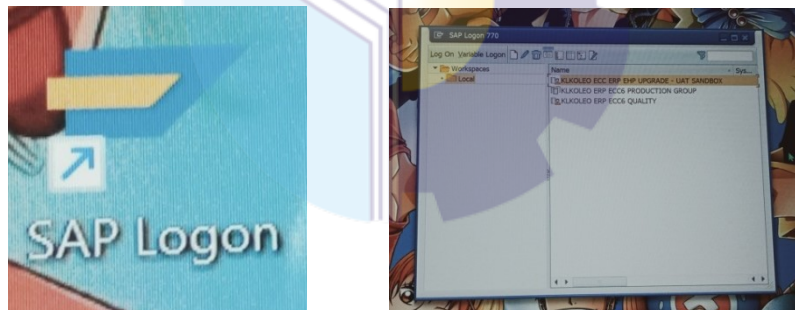 SAP Logon
SAP Logon 770
Log On Variable Logon
Workspaces
Local
Name
Sys...
KLKOLEO ECC ERP EHP UPGRADE - UAT SANDBOX
KLKOLEO ERP ECC6 PRODUCTION GROUP
KLKOLEO ERP ECC6 QUALITY